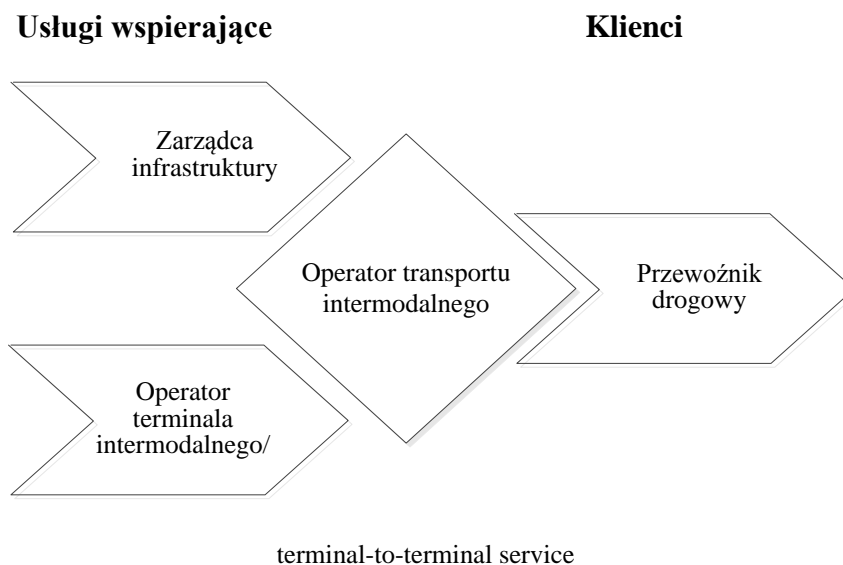 Usługi wspierające
Klienci
Zarządca
infrastruktury
Operator transportu
intermodalnego
Przewoźnik
drogowy
Operator
terminala
intermodalnego/
terminal-to-terminal service